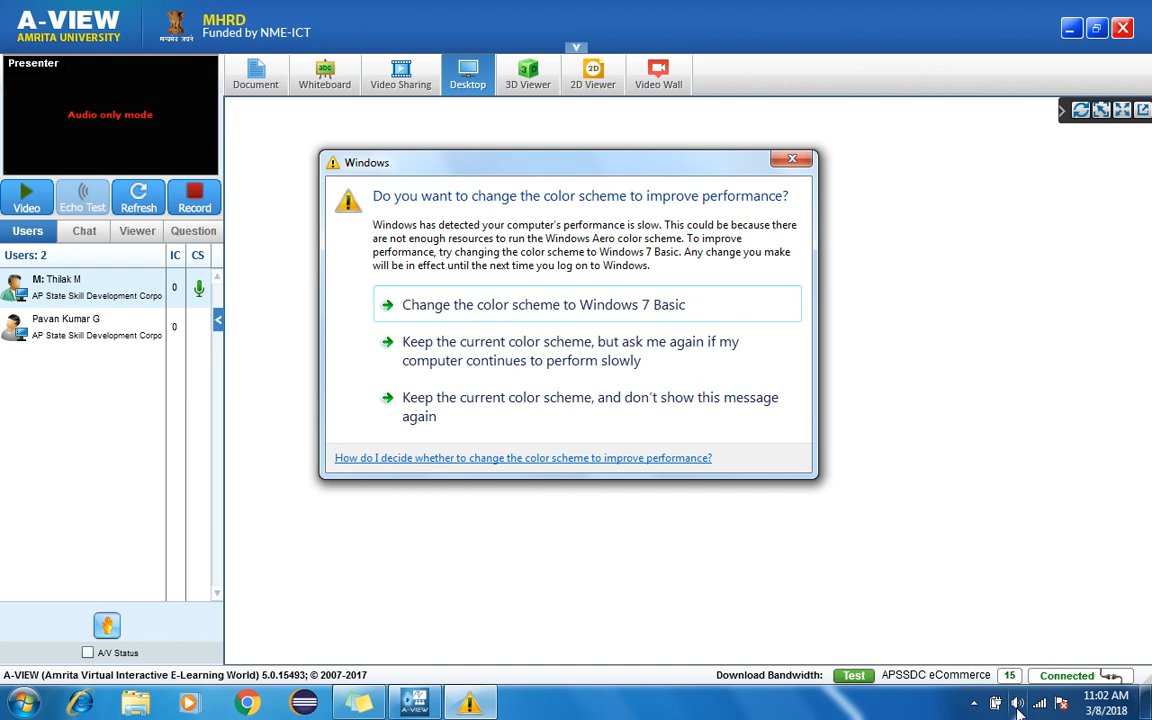 A-VIEW
AMRITA UNIVERSITY
सत्यमेव जयते
MHRD
Funded by NME-ICT
Presenter
Audio only mode
Document
Whiteboard
Video Sharing
Desktop
3D Viewer
2D Viewer
Video Wall
abc
3D
2D
Video
Echo Test
Refresh
Record
Users
Chat
Viewer
Question
Users: 2
IC
CS
M: Thilak M
AP State Skill Development Corpo
0
Pavan Kumar G
AP State Skill Development Corpo
0
Windows
Do you want to change the color scheme to improve performance?
Windows has detected your computer's performance is slow. This could be because there
are not enough resources to run the Windows Aero color scheme. To improve
performance, try changing the color scheme to Windows 7 Basic. Any change you make
will be in effect until the next time you log on to Windows.
Change the color scheme to Windows 7 Basic
Keep the current color scheme, but ask me again if my
computer continues to perform slowly
Keep the current color scheme, and don't show this message
again
How do I decide whether to change the color scheme to improve performance?
A/V Status
A-VIEW (Amrita Virtual Interactive E-Learning World) 5.0.15493; © 2007-2017
Download Bandwidth:
Test
APSSDC eCommerce
15
Connected
11:02 AM
3/8/2018